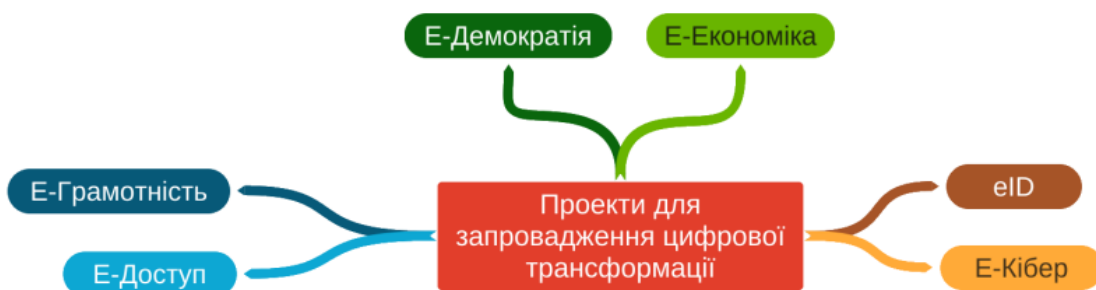 Е-Демократія
Е-Економіка
Е-Грамотність
Е-Доступ
Проекти для
запровадження цифрової
трансформації
eID
Е-Кібер